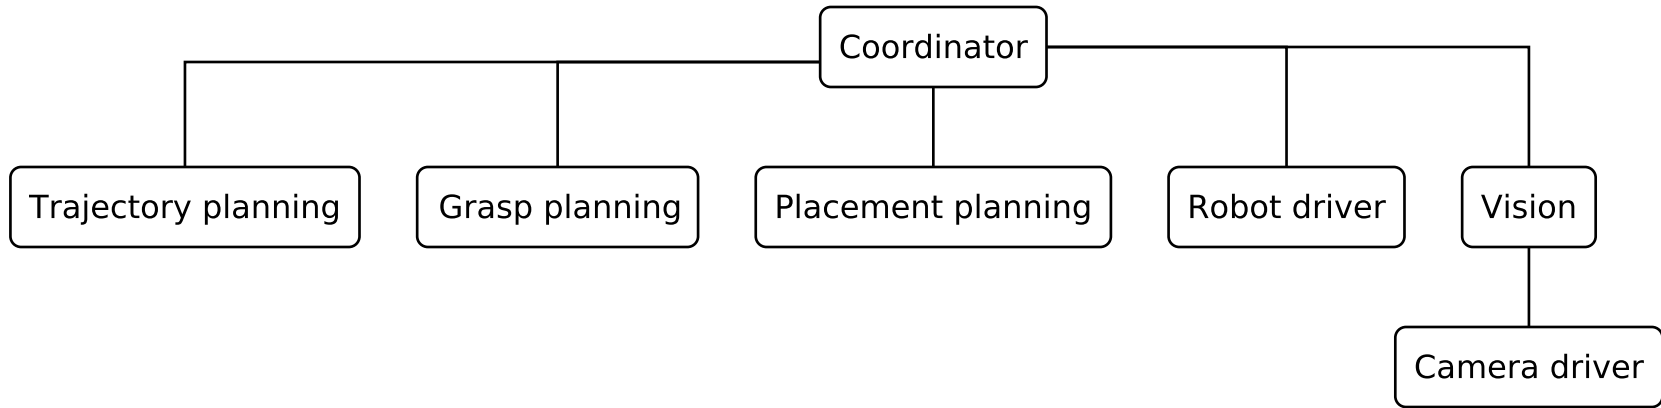 Coordinator
Trajectory planning
Grasp planning
Placement planning
Robot driver
Vision
Camera driver